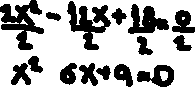 2x²/2 - 12x/2 + 18/2 = 0/2
x² 6x+9=0